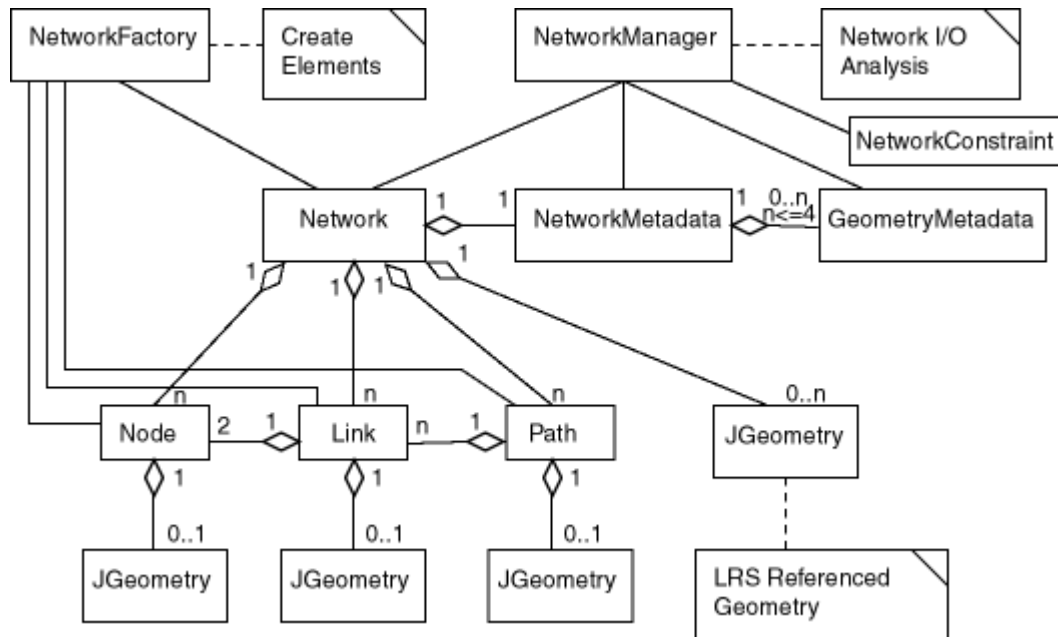 NetworkFactory
Create
Elements
NetworkManager
Network I/O
Analysis
NetworkConstraint
Network
1
1
NetworkMetadata
1
0..n
n<=4
GeometryMetadata
1
1
1
1
n
n
n
0..n
Node
2
1
Link
n
1
Path
JGeometry
1
1
1
0..1
0..1
0..1
JGeometry
JGeometry
JGeometry
LRS Referenced
Geometry